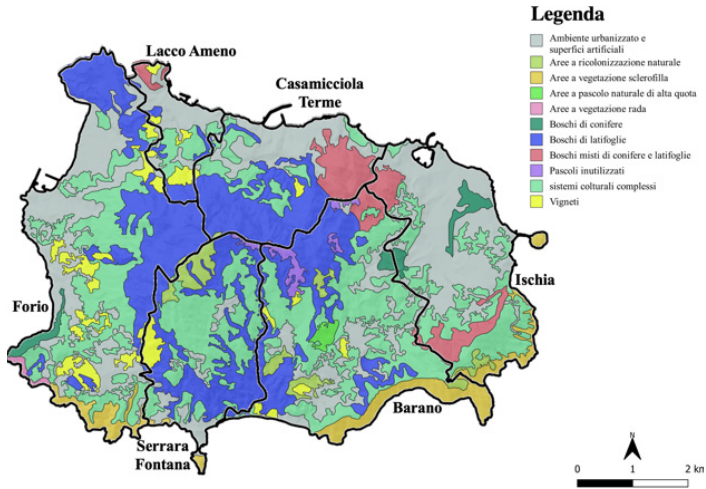 Legenda
Ambiente urbanizzato e
superfici artificiali
Aree a ricolonizzazione naturale
Aree a vegetazione sclerofilla
Aree a pascolo naturale di alta quota
Aree a vegetazione rada
Boschi di conifere
Boschi di latifoglie
Boschi misti di conifere e latifoglie
Pascoli inutilizzati
sistemi colturali complessi
Vigneti
Lacco Ameno
Casamicciola
Terme
Ischia
Forio
Barano
Serrara
Fontana
N
0 1 2 km